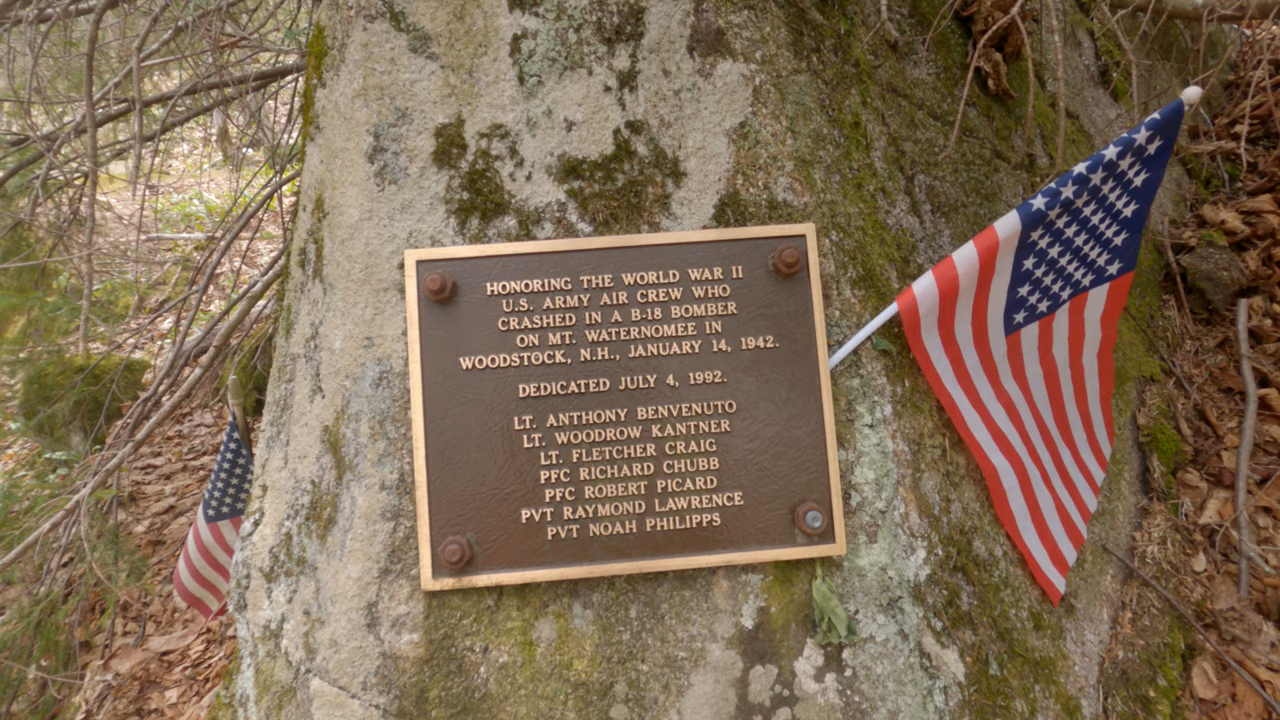 HONORING THE WORLD WAR II
U.S. ARMY AIR CREW WHO
CRASHED IN A B-18 BOMBER
ON MT. WATERNOMEE IN
WOODSTOCK, N.H., JANUARY 14, 1942.
DEDICATED JULY 4, 1992.
LT. ANTHONY BENVENUTO
LT. WOODROW KANTNER
LT. FLETCHER CRAIG
PFC RICHARD CHUBB
PFC ROBERT PICARD
PVT RAYMOND LAWRENCE
PVT NOAH PHILIPPS